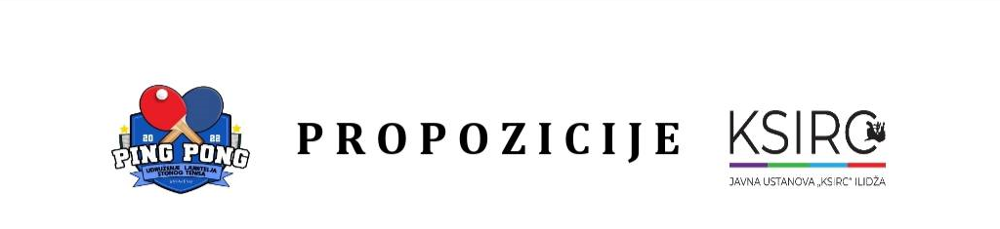 20 22
PING PONG
UDRUŽENJE LJUBITELJA
STONOG TENISA
PROPOZICIJE
KSIRC
JAVNA USTANOVA „KSIRC" ILIDŽA